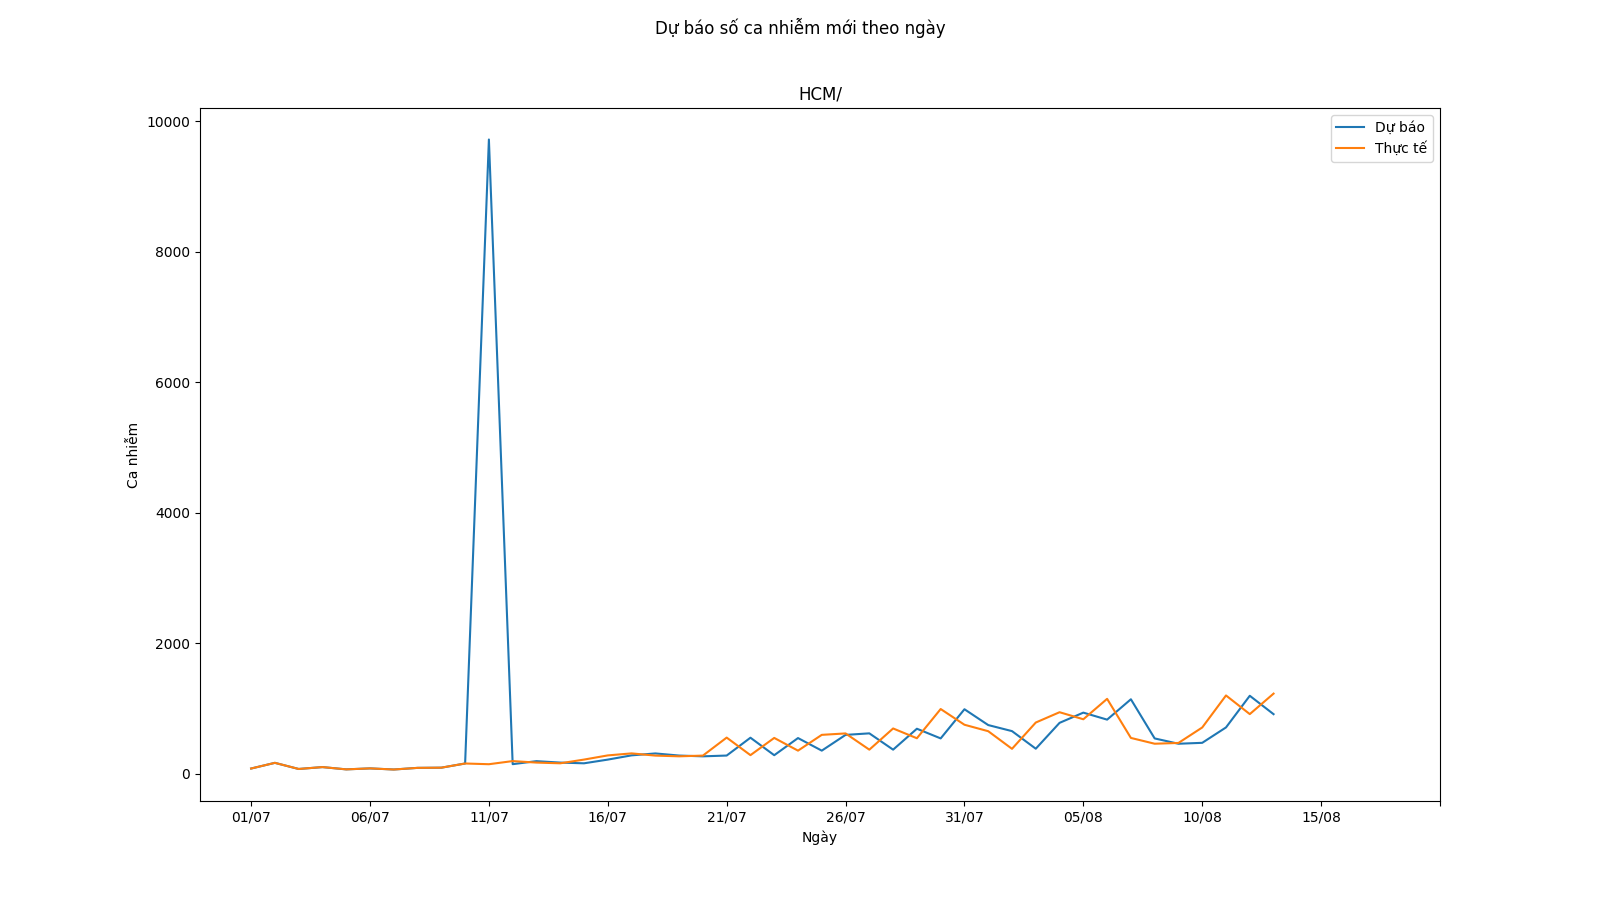 Dự báo số ca nhiễm mới theo ngày
HCM/
Dự báo
Thực tế
10000
8000
6000
4000
2000
0
Ca nhiễm
01/07 06/07 11/07 16/07 21/07 26/07 31/07 05/08 10/08 15/08
Ngày